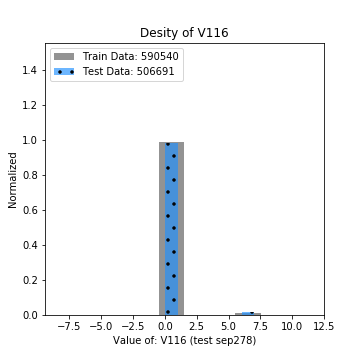 Desity of V116
Train Data: 590540
Test Data: 506691
1.4
1.2
1.0
0.8
0.6
0.4
0.2
0.0
Normalized
−7.5 −5.0 −2.5 0.0 2.5 5.0 7.5 10.0 12.5
Value of: V116 (test sep278)